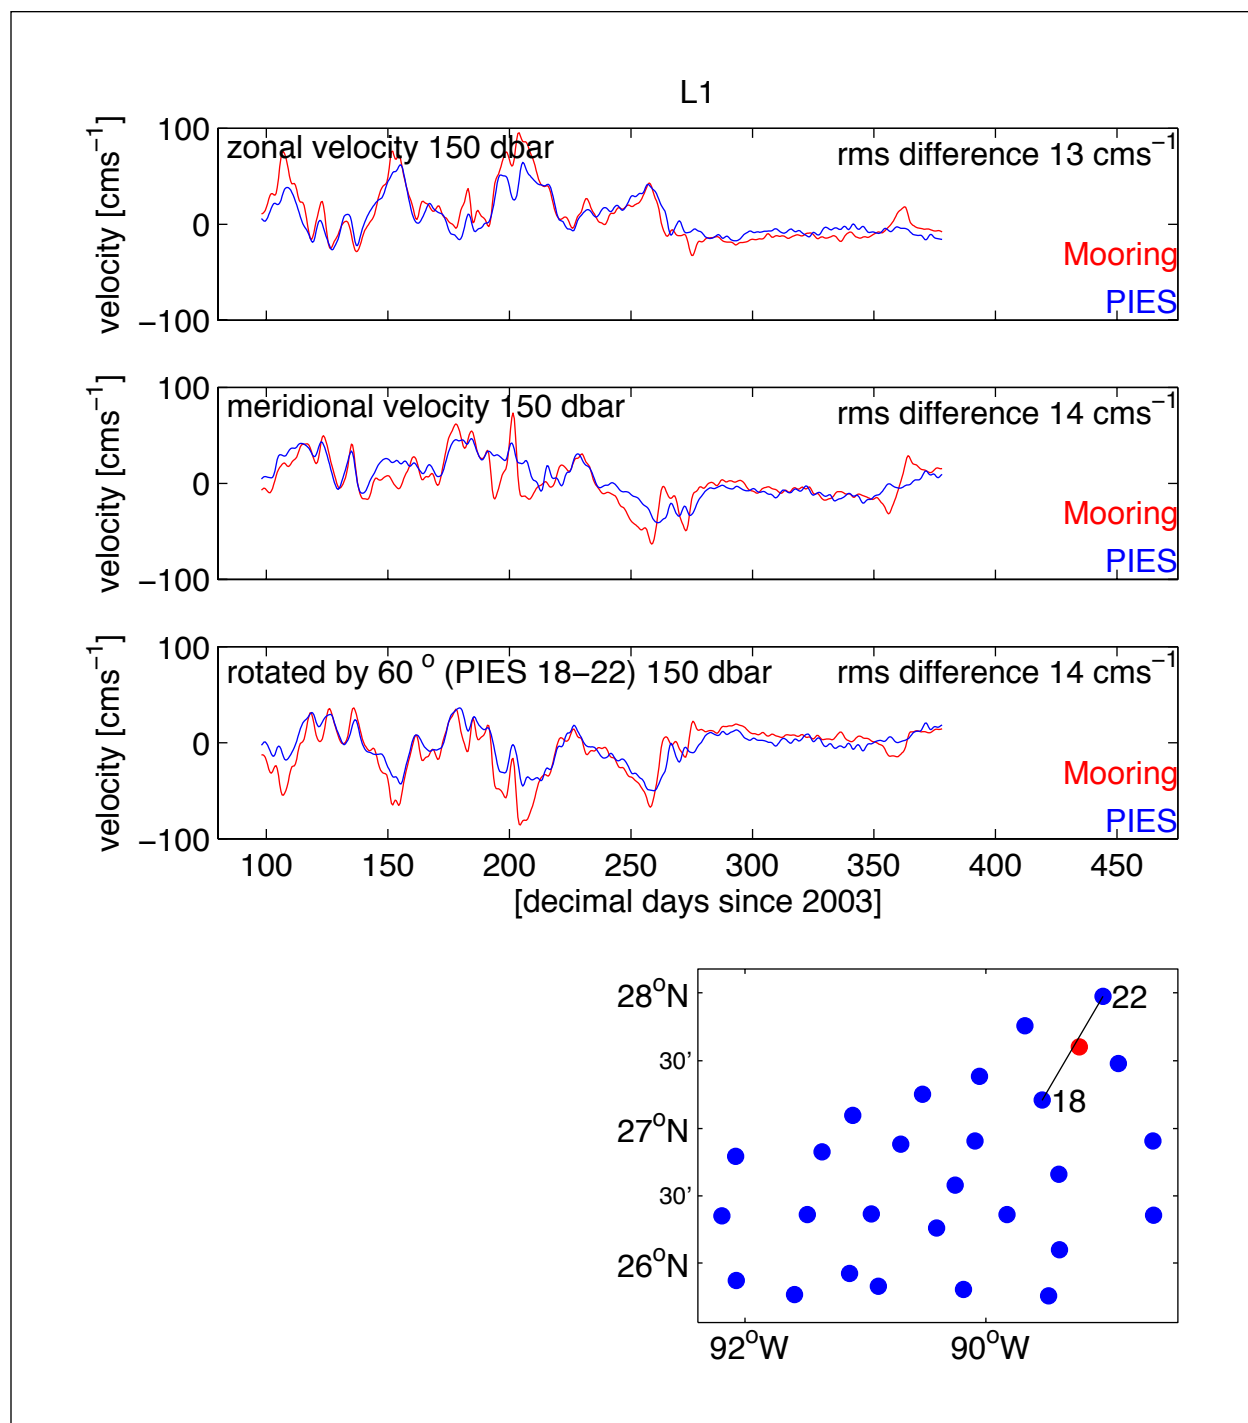 L1
100
0
−100
velocity [cms⁻¹]
zonal velocity 150 dbar
rms difference 13 cms⁻¹
Mooring
PIES
100
0
−100
velocity [cms⁻¹]
meridional velocity 150 dbar
rms difference 14 cms⁻¹
Mooring
PIES
100
0
−100
velocity [cms⁻¹]
rotated by 60 ° (PIES 18−22) 150 dbar
rms difference 14 cms⁻¹
Mooring
PIES
100 150 200 250 300 350 400 450
[decimal days since 2003]
28°N
22
30'
18
27°N
30'
26°N
92°W 90°W